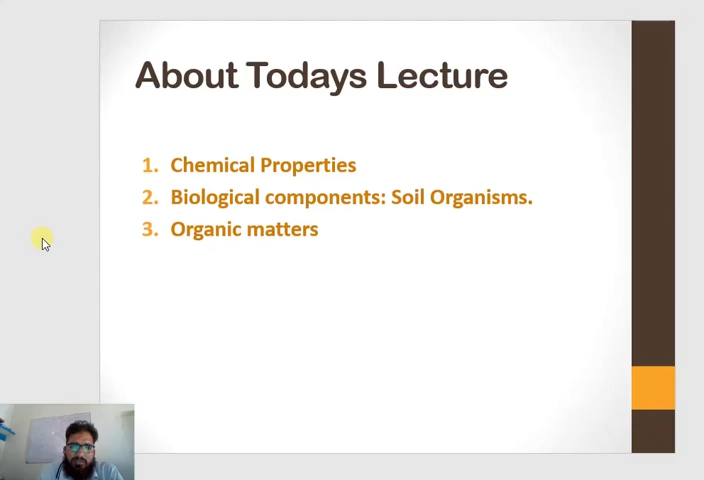 About Todays Lecture
1. Chemical Properties
2. Biological components: Soil Organisms.
3. Organic matters